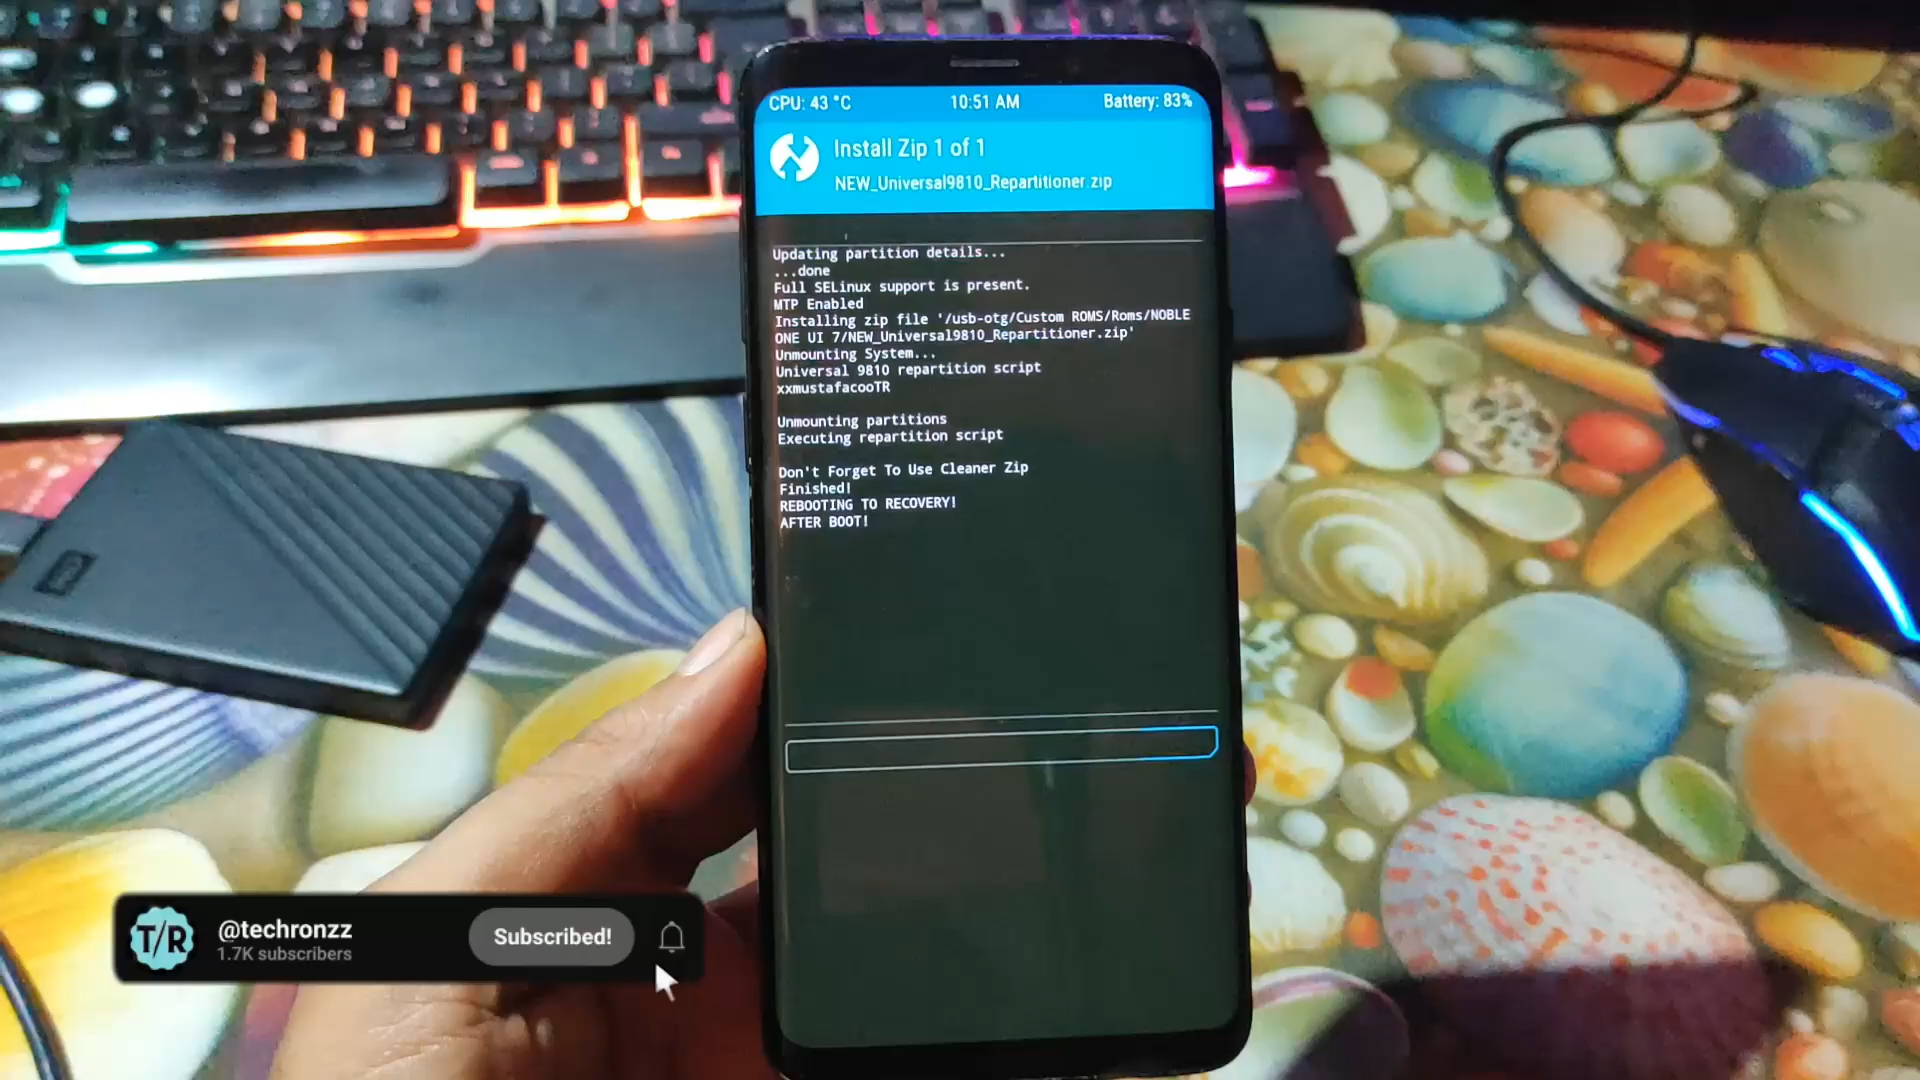 CPU: 43 °C 10:51 AM Battery: 83%
Install Zip 1 of 1
NEW_Universal9810_Repartitioner.zip
Updating partition details...
...done
Full SELinux support is present.
MTP Enabled
Installing zip file '/usb-otg/Custom ROMS/Roms/NOBLE
ONE UI 7/NEW_Universal9810_Repartitioner.zip'
Unmounting System...
Universal 9810 repartition script
xxmustafacooTR
Unmounting partitions
Executing repartition script
Don't Forget To Use Cleaner Zip
Finished!
REBOOTING TO RECOVERY!
AFTER BOOT!
T/R
@techronzz
1.7K subscribers
Subscribed!